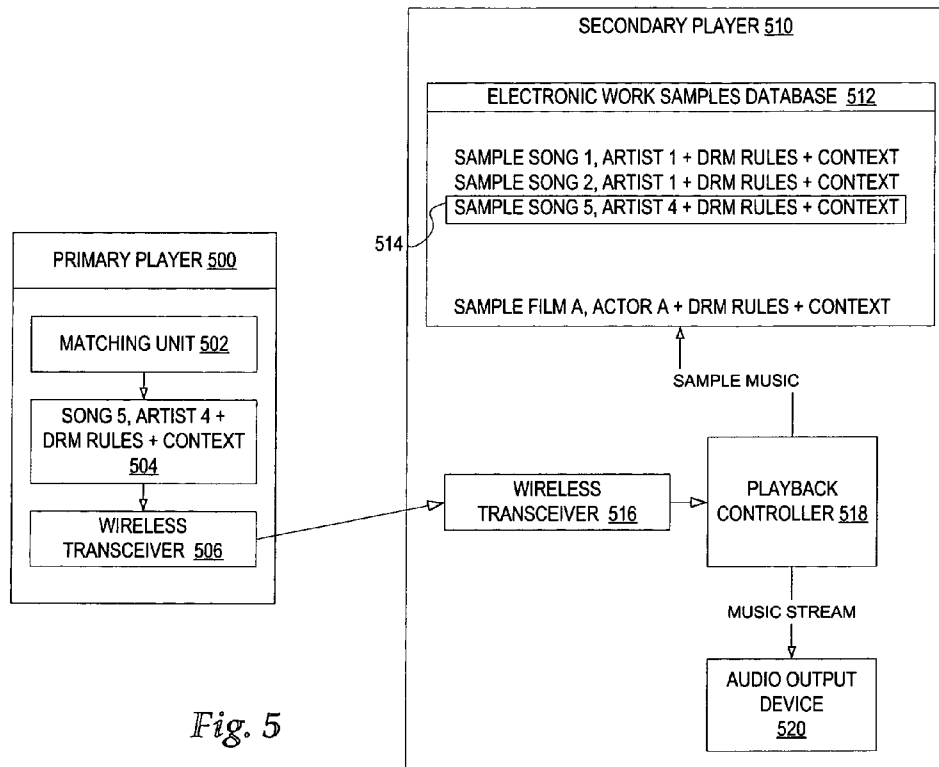 SECONDARY PLAYER 510
ELECTRONIC WORK SAMPLES DATABASE 512
SAMPLE SONG 1, ARTIST 1 + DRM RULES + CONTEXT
SAMPLE SONG 2, ARTIST 1 + DRM RULES + CONTEXT
SAMPLE SONG 5, ARTIST 4 + DRM RULES + CONTEXT
514
SAMPLE FILM A, ACTOR A + DRM RULES + CONTEXT
PRIMARY PLAYER 500
MATCHING UNIT 502
SONG 5, ARTIST 4 +
DRM RULES + CONTEXT
504
WIRELESS
TRANSCEIVER 506
SAMPLE MUSIC
WIRELESS
TRANSCEIVER 516
PLAYBACK
CONTROLLER 518
MUSIC STREAM
AUDIO OUTPUT
DEVICE
520
Fig. 5